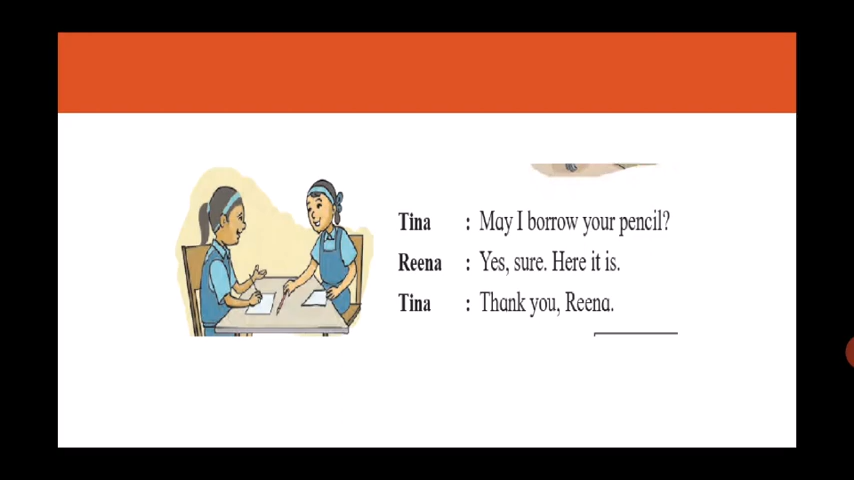 Tina : May I borrow your pencil?
Reena : Yes, sure. Here it is.
Tina : Thank you, Reena.